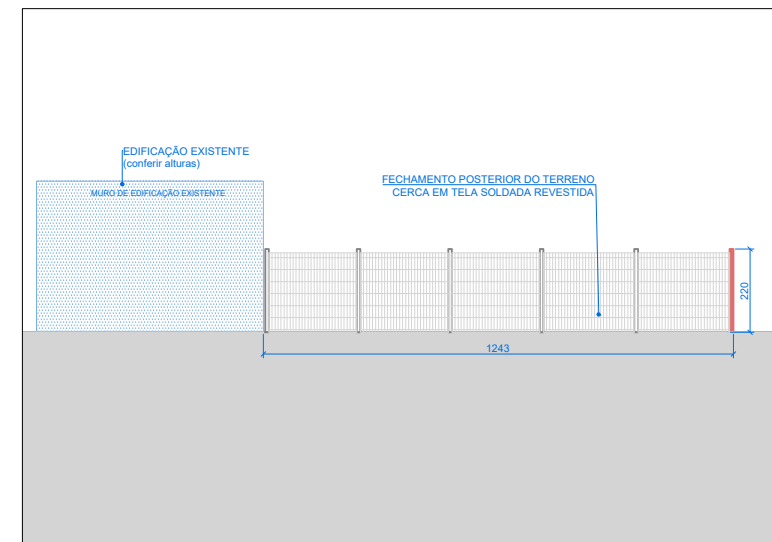 EDIFICAÇÃO EXISTENTE
(conferir alturas)
MURO DE EDIFICAÇÃO EXISTENTE
FECHAMENTO POSTERIOR DO TERRENO
CERCA EM TELA SOLDADA REVESTIDA
220
1243